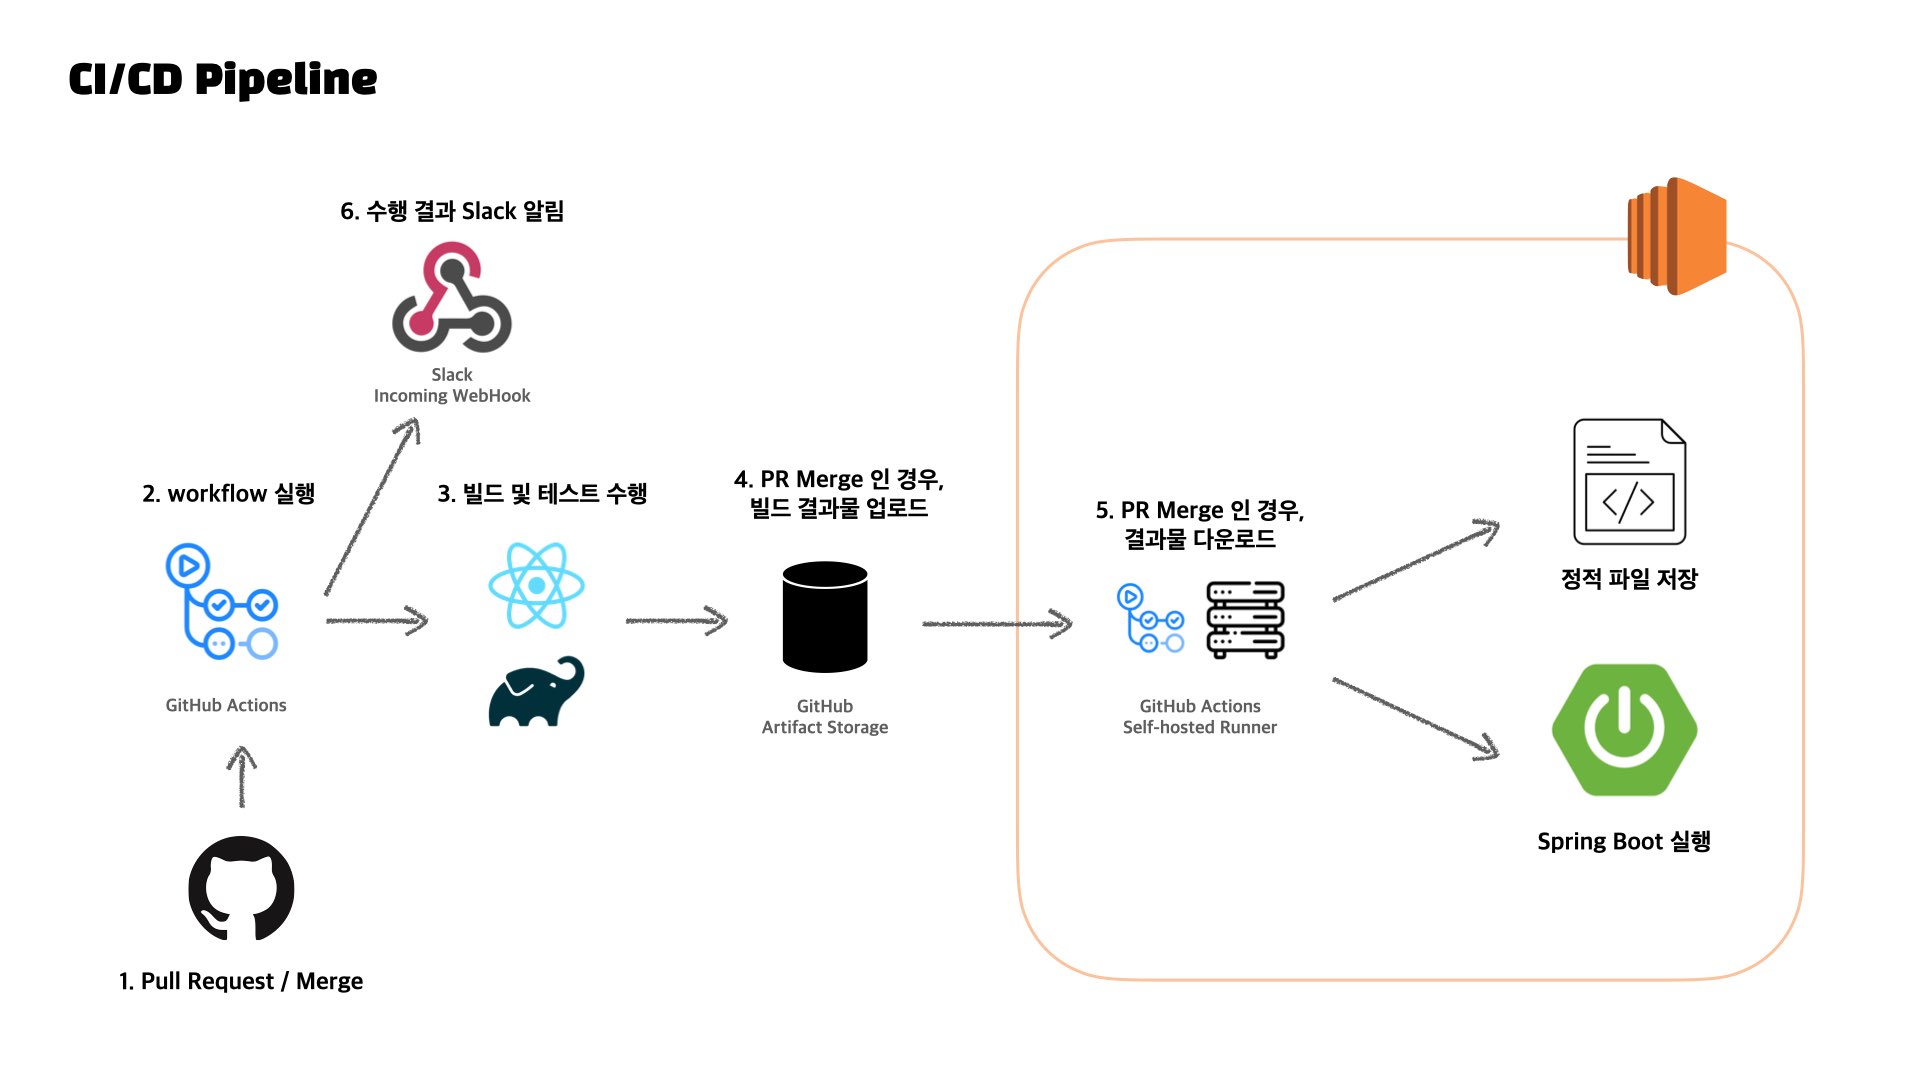 CI/CD Pipeline
6. 수행 결과 Slack 알림
Slack
Incoming WebHook
2. workflow 실행
GitHub Actions
1. Pull Request / Merge
3. 빌드 및 테스트 수행
4. PR Merge 인 경우,
빌드 결과물 업로드
GitHub
Artifact Storage
5. PR Merge 인 경우,
결과물 다운로드
GitHub Actions
Self-hosted Runner
</>
정적 파일 저장
Spring Boot 실행